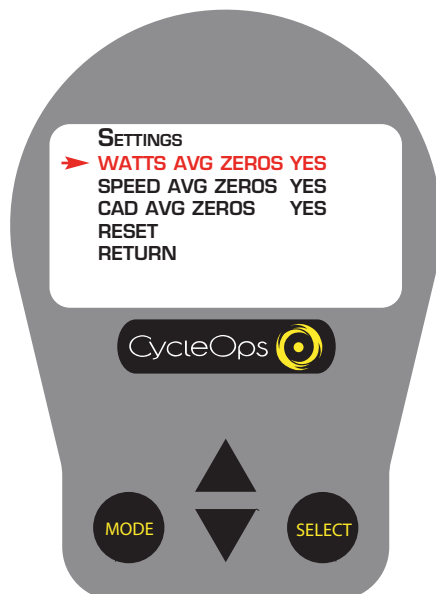 SETTINGS
WATTS AVG ZEROS YES
SPEED AVG ZEROS YES
CAD AVG ZEROS YES
RESET
RETURN
CycleOps
MODE
SELECT